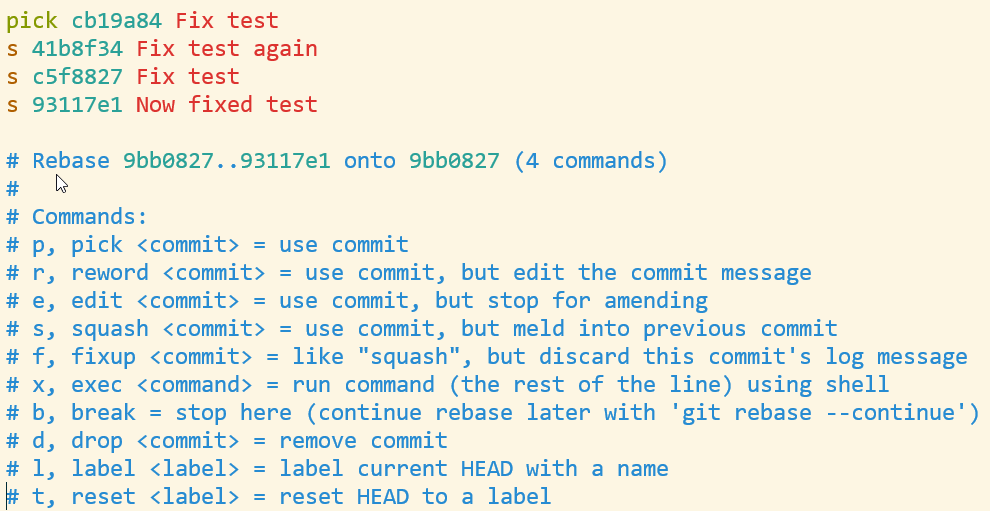 pick cb19a84 Fix test
s 41b8f34 Fix test again
s c5f8827 Fix test
s 93117e1 Now fixed test
# Rebase 9bb0827..93117e1 onto 9bb0827 (4 commands)
#
# Commands:
# p, pick <commit> = use commit
# r, reword <commit> = use commit, but edit the commit message
# e, edit <commit> = use commit, but stop for amending
# s, squash <commit> = use commit, but meld into previous commit
# f, fixup <commit> = like "squash", but discard this commit's log message
# x, exec <command> = run command (the rest of the line) using shell
# b, break = stop here (continue rebase later with 'git rebase --continue')
# d, drop <commit> = remove commit
# l, label <label> = label current HEAD with a name
# t, reset <label> = reset HEAD to a label